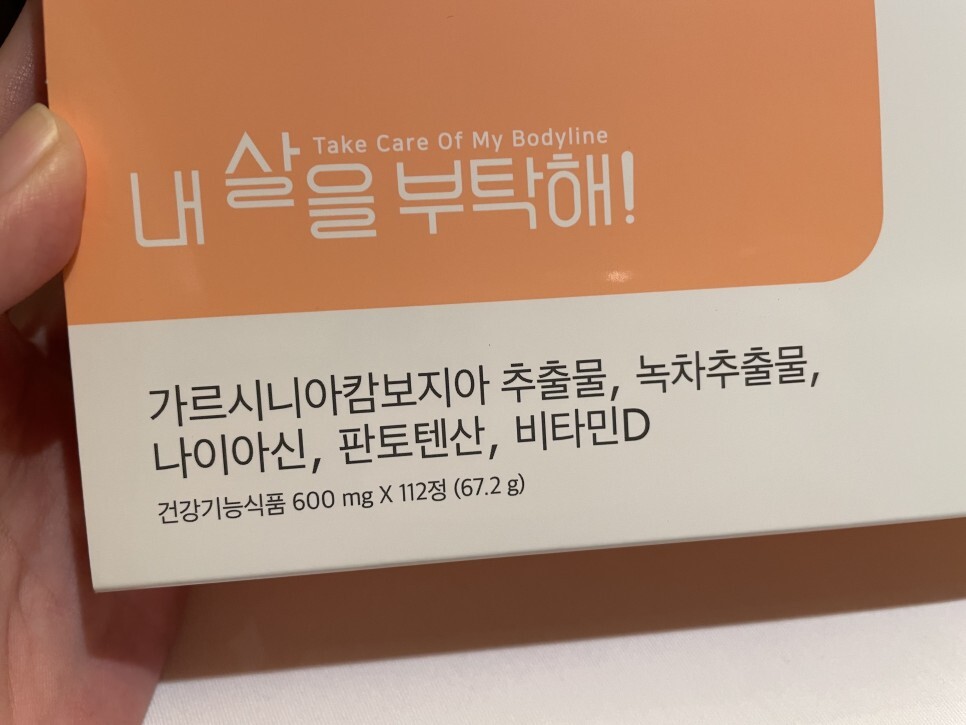 Take Care Of My Bodyline
내 살을 부탁해!
가르시니아캄보지아 추출물, 녹차추출물,
나이아신, 판토텐산, 비타민D
건강기능식품 600 mg X 112정 (67.2 g)